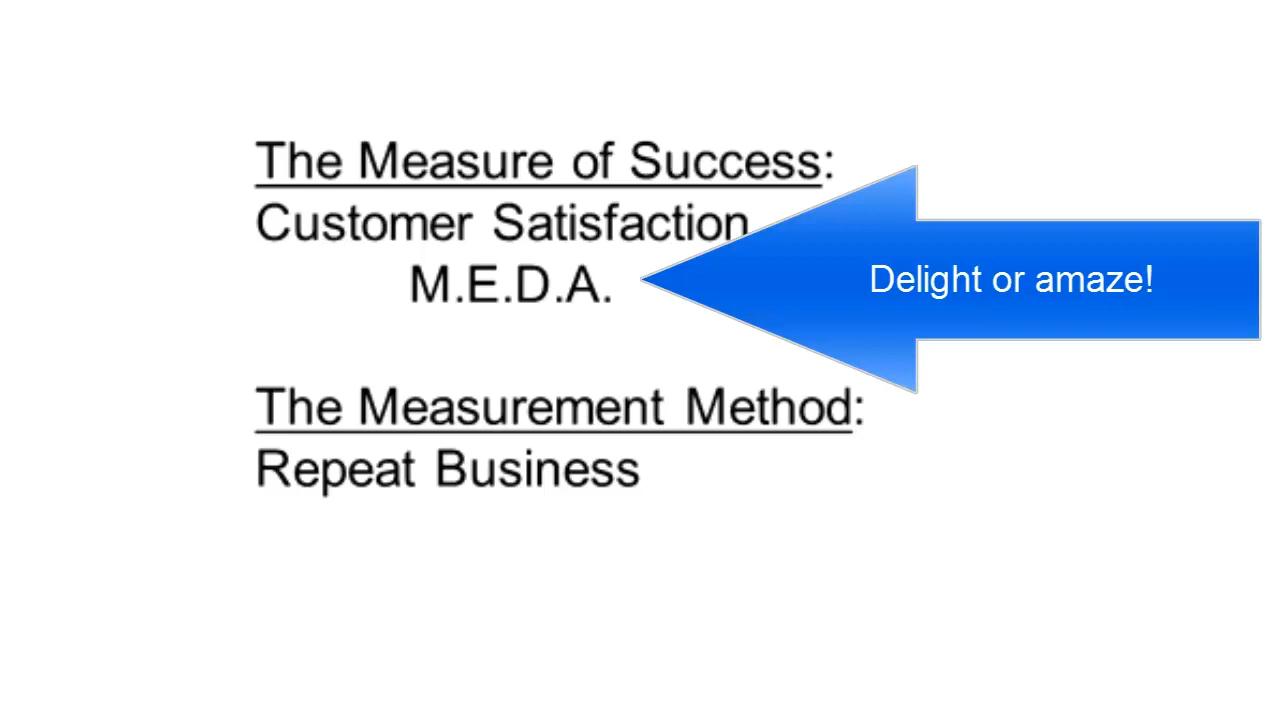 The Measure of Success:
Customer Satisfaction
M.E.D.A.
Delight or amaze!
The Measurement Method:
Repeat Business